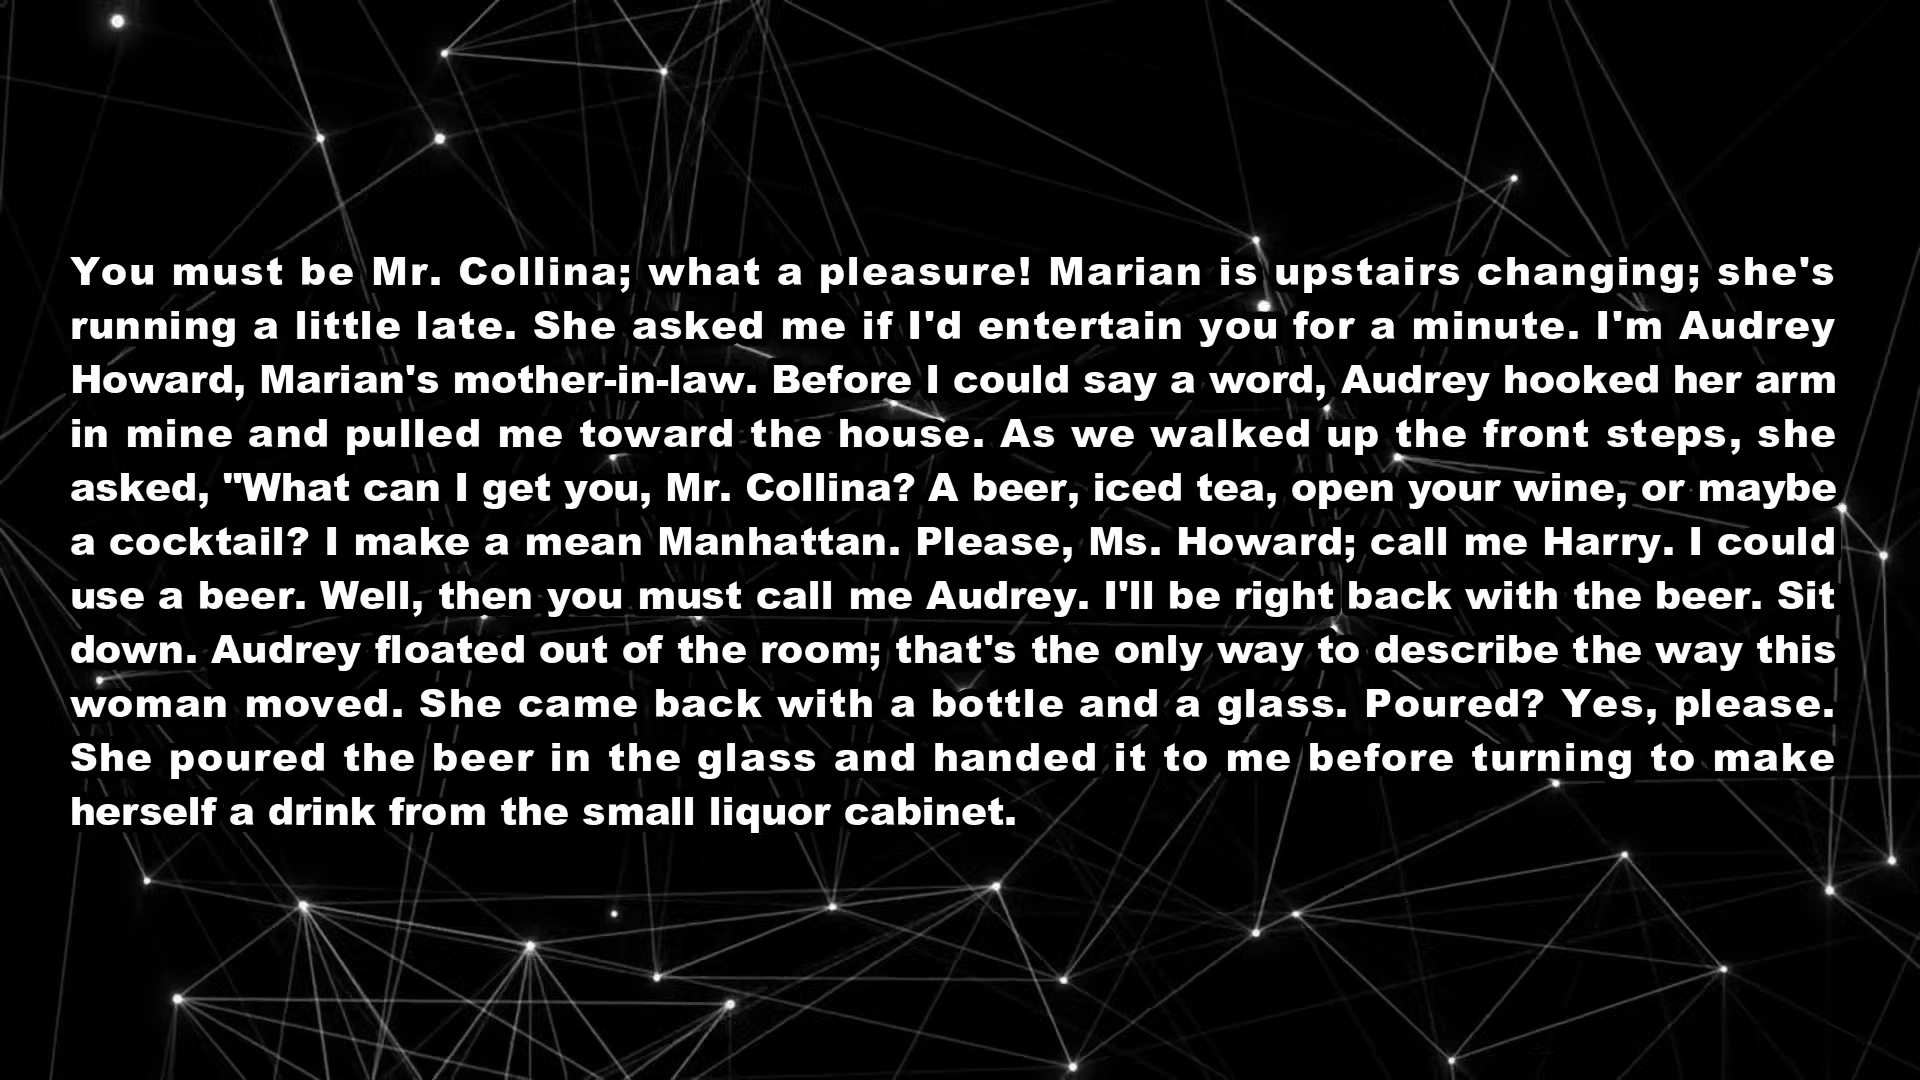 You must be Mr. Collina; what a pleasure! Marian is upstairs changing; she's
running a little late. She asked me if I'd entertain you for a minute. I'm Audrey
Howard, Marian's mother-in-law. Before I could say a word, Audrey hooked her arm
in mine and pulled me toward the house. As we walked up the front steps, she
asked, "What can I get you, Mr. Collina? A beer, iced tea, open your wine, or maybe
a cocktail? I make a mean Manhattan. Please, Ms. Howard; call me Harry. I could
use a beer. Well, then you must call me Audrey. I'll be right back with the beer. Sit
down. Audrey floated out of the room; that's the only way to describe the way this
woman moved. She came back with a bottle and a glass. Poured? Yes, please.
She poured the beer in the glass and handed it to me before turning to make
herself a drink from the small liquor cabinet.